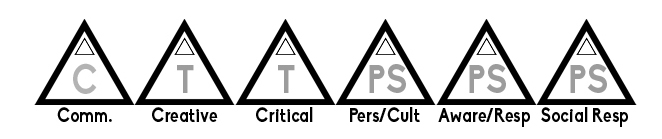 C T T PS PS PS
Comm. Creative Critical Pers/Cult Aware/Resp Social Resp